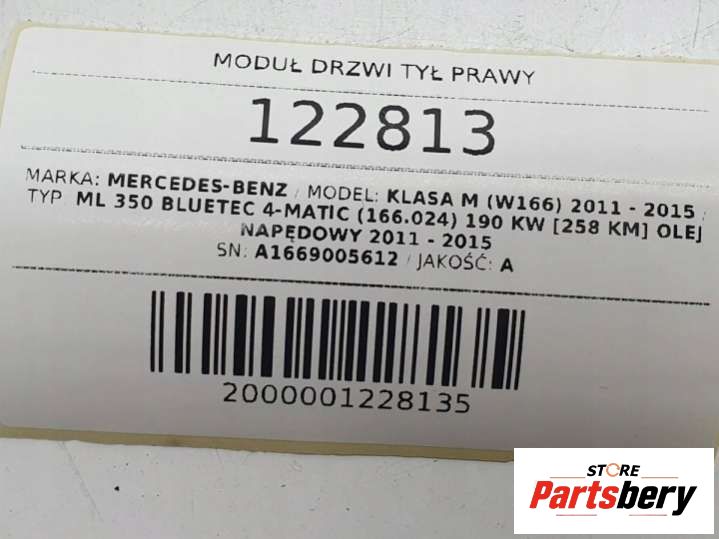 MODUŁ DRZWI TYŁ PRAWY
122813
MARKA: MERCEDES-BENZ / MODEL: KLASA M (W166) 2011 - 2015 /
TYP ML 350 BLUETEC 4-MATIC (166.024) 190 KW [258 KM] OLEJ
NAPĘDOWY 2011 - 2015
SN: A1669005612 / JAKOŚĆ: A
2000001228135
STORE
Partsbery